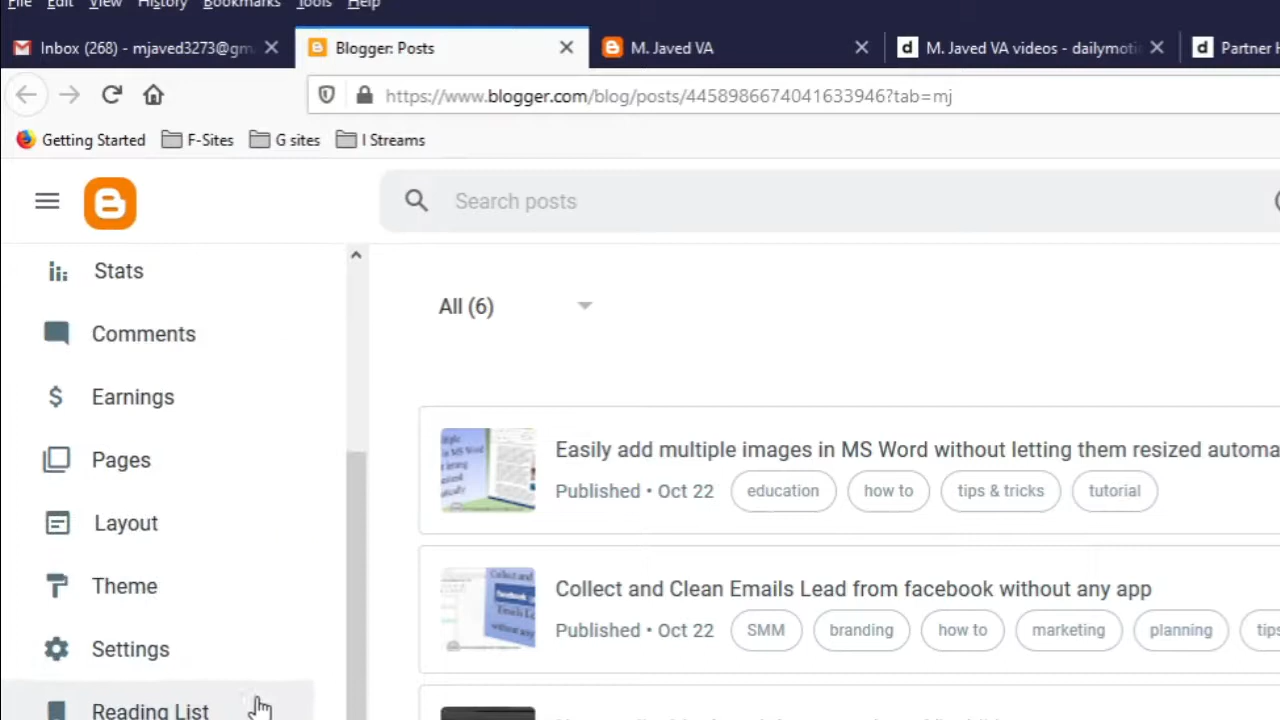 File Edit View History Bookmarks Tools Help
Inbox (268) - mjaved3273@gm
Blogger: Posts
M. Javed VA
M. Javed VA videos - dailymoti
Partner H
https://www.blogger.com/blog/posts/4458986674041633946?tab=mj
Getting Started F-Sites G sites I Streams
Search posts
Stats
Comments
Earnings
Pages
Layout
Theme
Settings
Reading List
All (6)
Easily add multiple images in MS Word without letting them resized automa
Published • Oct 22 education how to tips & tricks tutorial
Collect and Clean Emails Lead from facebook without any app
Published • Oct 22 SMM branding how to marketing planning tips